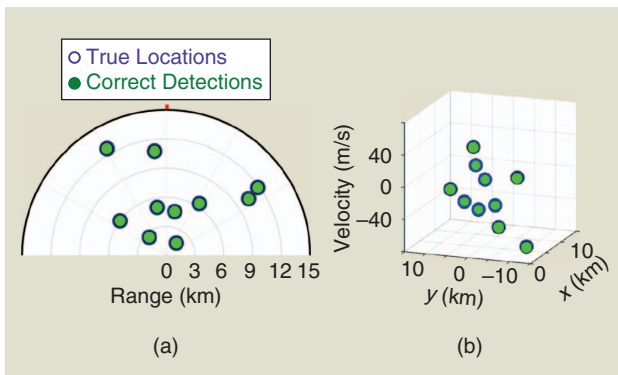 True Locations
Correct Detections
0 3 6 9 12 15
Range (km)
(a)
Velocity (m/s)
40
0
−40
10 0 −10
y (km)
0 10
x (km)
(b)